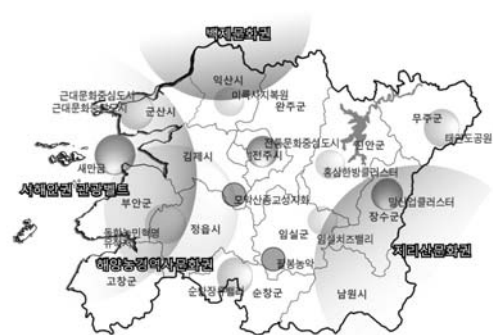 백제문화권
익산시
미륵사지복원
근대문화중심도시
근대문화중심도시
군산시
완주군
무주군
태권도공원
전통문화중심도시
전주시
진안군
김제시
새만금
홍삼한방클러스터
서해안권 관광벨트
부안군
모악산종교성지화
말산업클러스터
장수군
정읍시
동학농민혁명
임실군
임실치즈밸리
지리산문화권
해양농경역사문화권
필봉농악
고창군
순창장류밸리
순창군
남원시